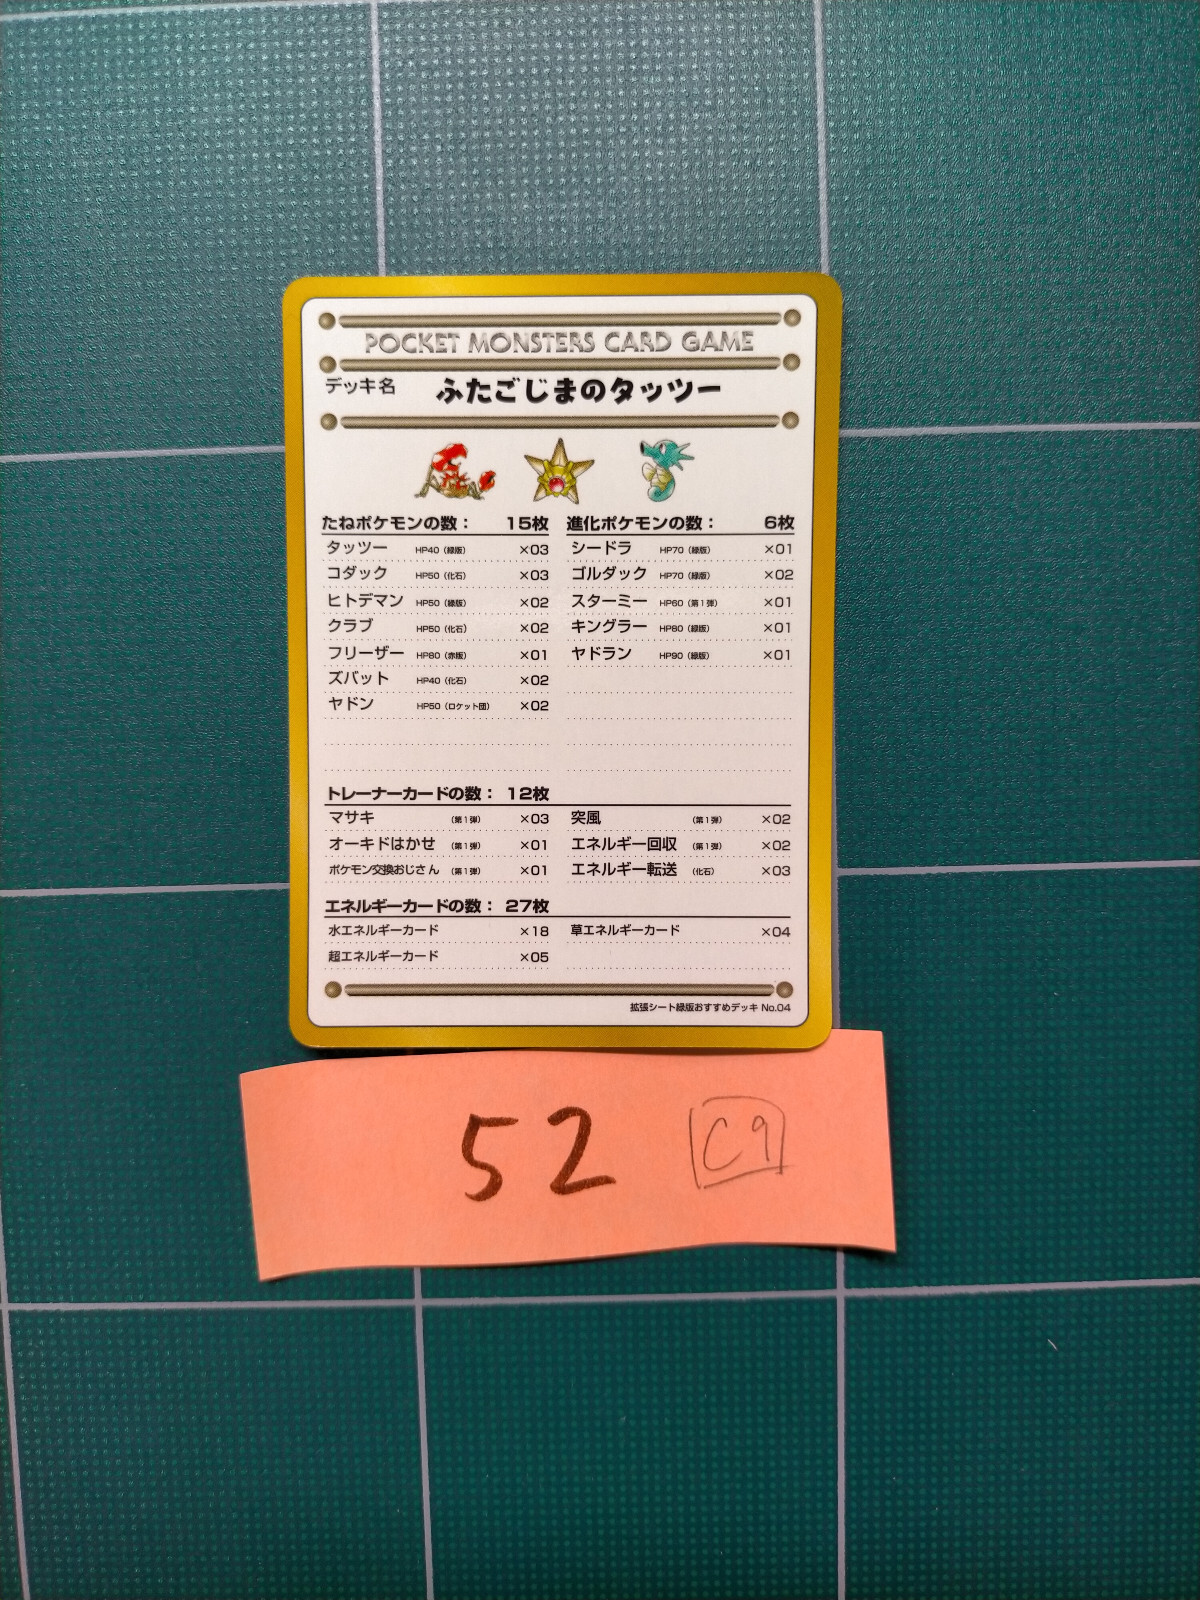 POCKET MONSTERS CARD GAME
デッキ名 ふたごじまのタッツー
たねポケモンの数： 15枚
タッツー HP40（緑版） ×03
コダック HP50（化石） ×03
ヒトデマン HP50（緑版） ×02
クラブ HP50（化石） ×02
フリーザー HP80（赤版） ×01
ズバット HP40（化石） ×02
ヤドン HP50（ロケット団） ×02
進化ポケモンの数： 6枚
シードラ HP70（緑版） ×01
ゴルダック HP70（緑版） ×02
スターミー HP60（第1弾） ×01
キングラー HP80（緑版） ×01
ヤドラン HP90（緑版） ×01
トレーナーカードの数： 12枚
マサキ （第1弾） ×03
オーキドはかせ （第1弾） ×01
ポケモン交換おじさん （第1弾） ×01
突風 （第1弾） ×02
エネルギー回収 （第1弾） ×02
エネルギー転送 （化石） ×03
エネルギーカードの数： 27枚
水エネルギーカード ×18
超エネルギーカード ×05
草エネルギーカード ×04
拡張シート緑版おすすめデッキ No.04
52 C9